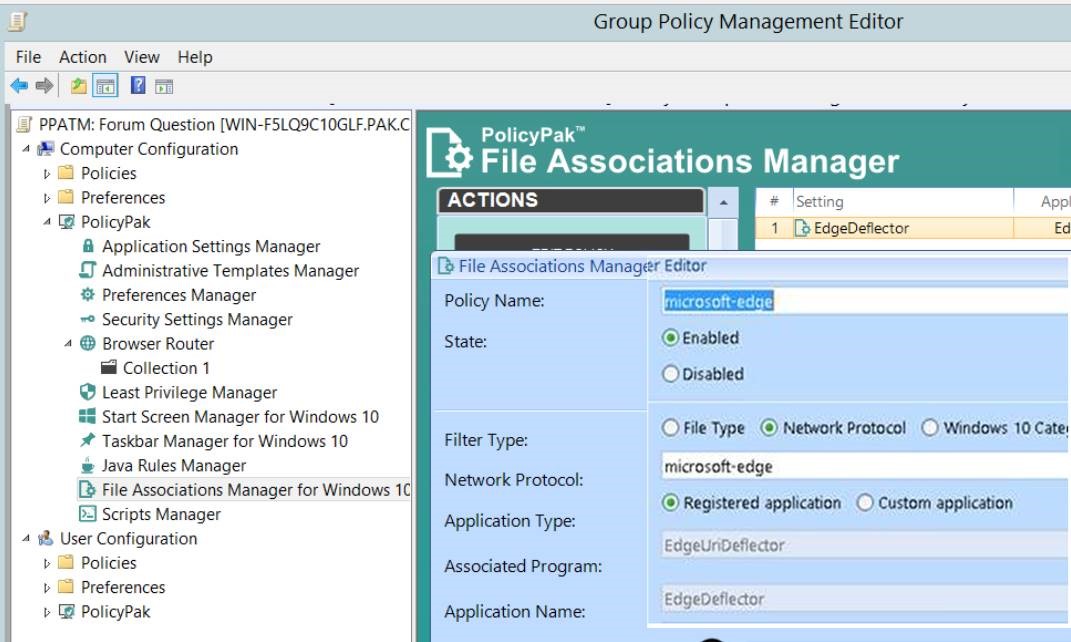 Group Policy Management Editor
File Action View Help
PPATM: Forum Question [WIN-F5LQ9C10GLF.PAK.C
Computer Configuration
Policies
Preferences
PolicyPak
Application Settings Manager
Administrative Templates Manager
Preferences Manager
Security Settings Manager
Browser Router
Collection 1
Least Privilege Manager
Start Screen Manager for Windows 10
Taskbar Manager for Windows 10
Java Rules Manager
File Associations Manager for Windows 10
Scripts Manager
User Configuration
Policies
Preferences
PolicyPak
PolicyPak™
File Associations Manager
ACTIONS
# Setting Appl
1 EdgeDeflector Ed
File Associations Manager Editor
Policy Name: microsoft-edge
State: Enabled
Disabled
Filter Type: File Type Network Protocol Windows 10 Cate
Network Protocol: microsoft-edge
Application Type: Registered application Custom application
Associated Program: EdgeUriDeflector
Application Name: EdgeDeflector